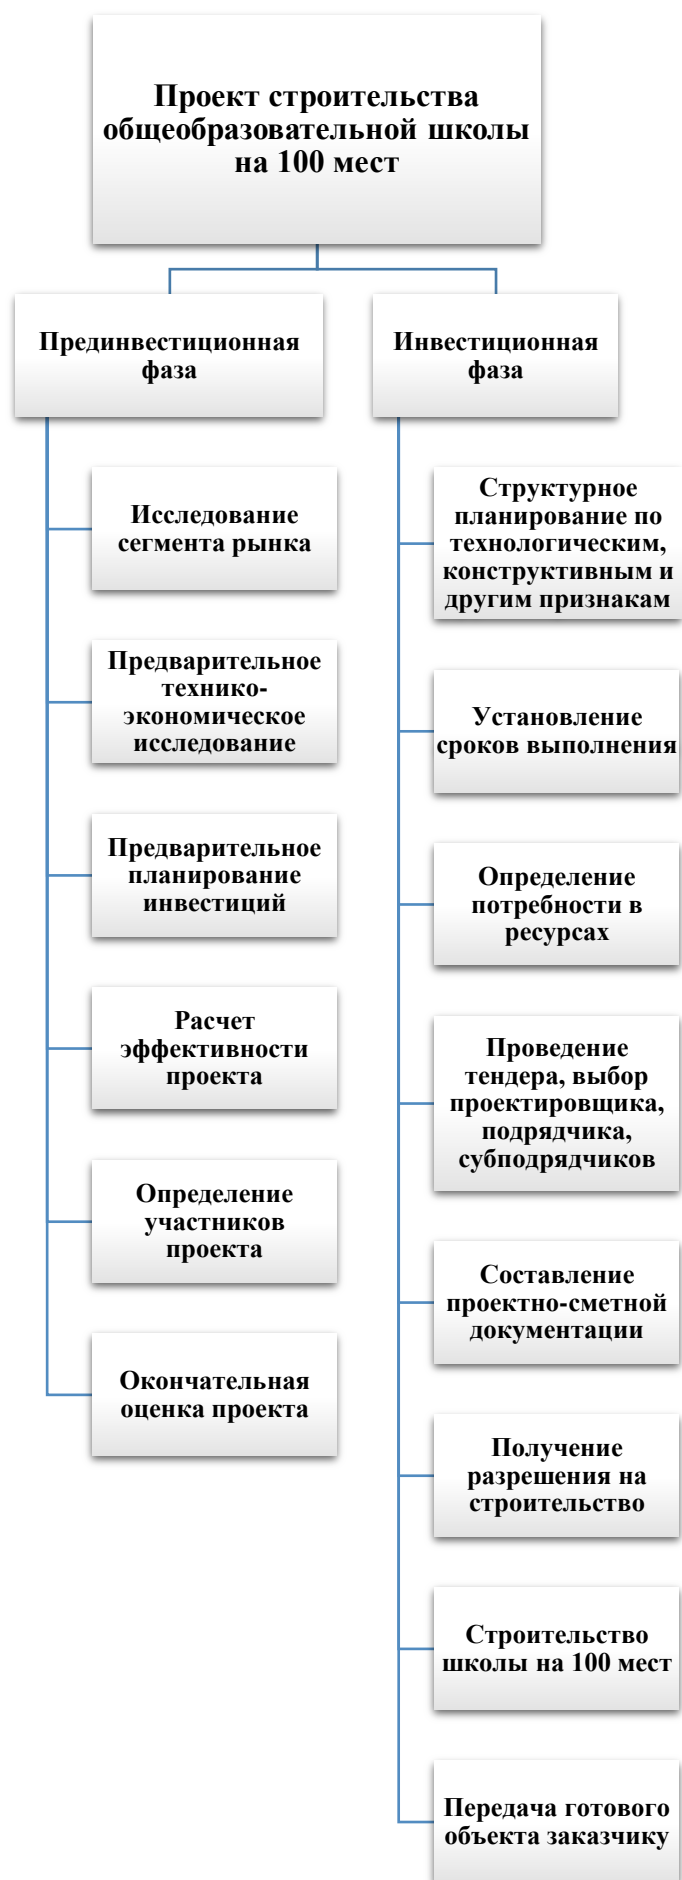 Проект строительства
общеобразовательной школы
на 100 мест
Прединвестиционная
фаза
Исследование
сегмента рынка
Предварительное
технико-
экономическое
исследование
Предварительное
планирование
инвестиций
Расчет
эффективности
проекта
Определение
участников
проекта
Окончательная
оценка проекта
Инвестиционная
фаза
Структурное
планирование по
технологическим,
конструктивным и
другим признакам
Установление
сроков выполнения
Определение
потребности в
ресурсах
Проведение
тендера, выбор
проектировщика,
подрядчика,
субподрядчиков
Составление
проектно-сметной
документации
Получение
разрешения на
строительство
Строительство
школы на 100 мест
Передача готового
объекта заказчику